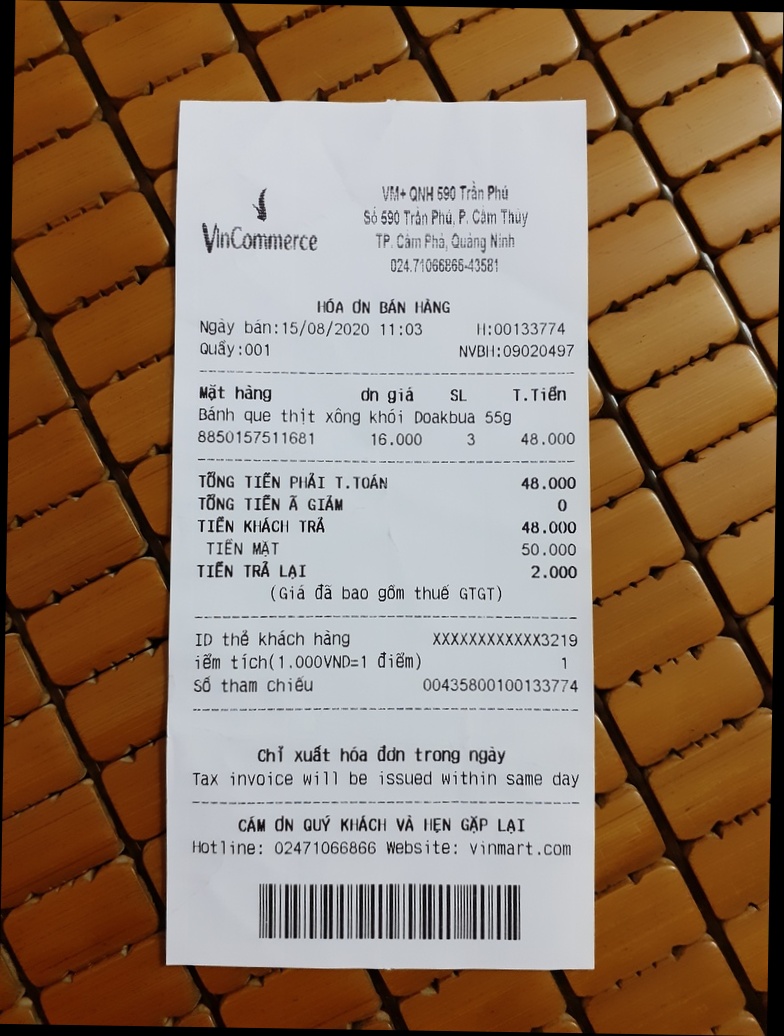 VinCommerce
VM+ QNH 590 Trần Phú
Số 590 Trần Phú, P. Cẩm Thủy
TP. Cẩm Phả, Quảng Ninh
024.71066866-43581
HÓA ƠN BÁN HÀNG
Ngày bán:15/08/2020 11:03 H:00133774
Quầy:001 NVBH:09020497
Mặt hàng ơn giá SL T.Tiền
Bánh que thịt xông khói Doakbua 55g
8850157511681 16.000 3 48.000
TỔNG TIỀN PHẢI T.TOÁN 48.000
TỔNG TIỀN Ã GIẢM 0
TIỀN KHÁCH TRẢ 48.000
TIỀN MẶT 50.000
TIỀN TRẢ LẠI 2.000
(Giá đã bao gồm thuế GTGT)
ID thẻ khách hàng XXXXXXXXXXXX3219
iểm tích(1.000VND=1 điểm) 1
Số tham chiếu 00435800100133774
Chỉ xuất hóa đơn trong ngày
Tax invoice will be issued within same day
CẢM ƠN QUÝ KHÁCH VÀ HẸN GẶP LẠI
Hotline: 02471066866 Website: vinmart.com